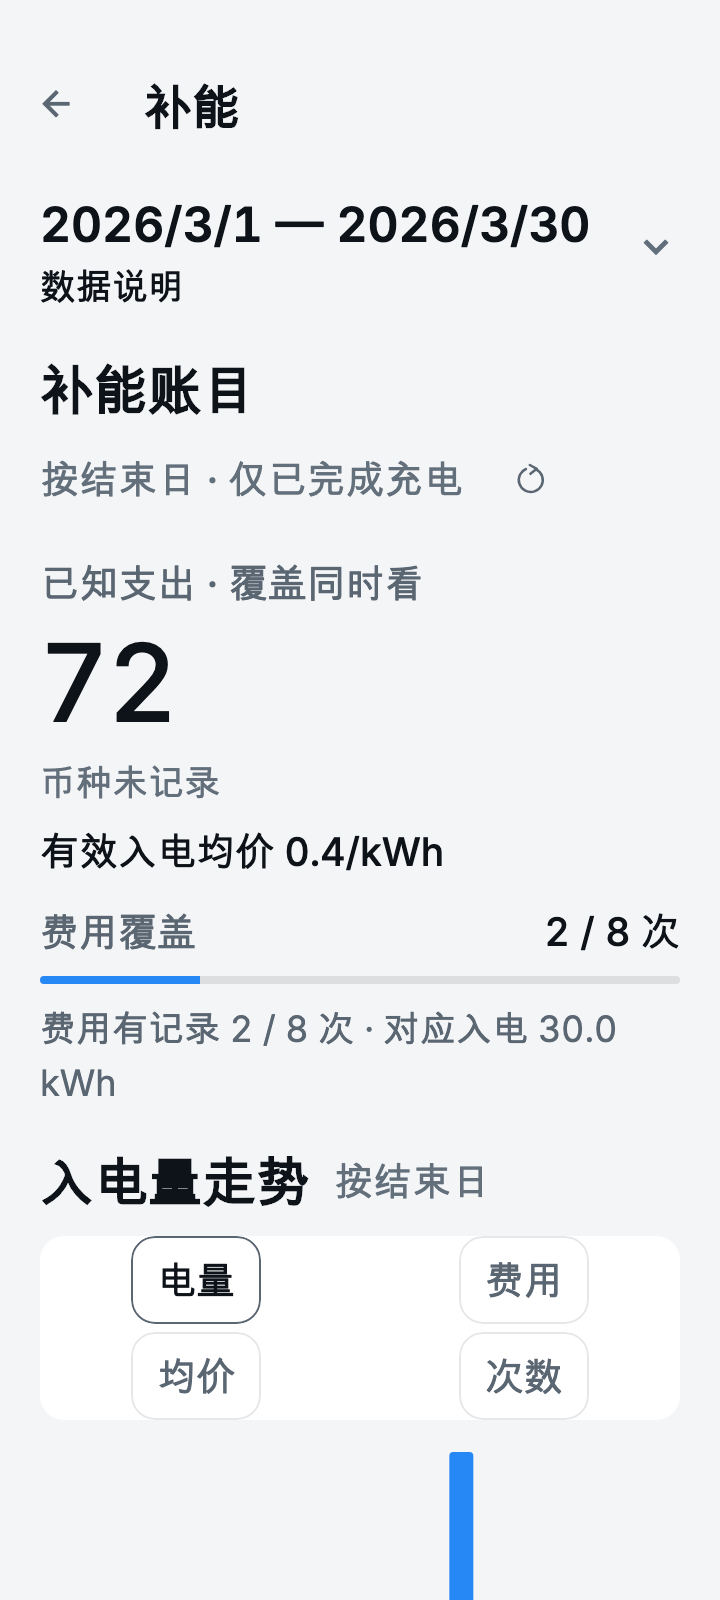 补能
2026/3/1 — 2026/3/30
数据说明
补能账目
按结束日 · 仅已完成充电
已知支出 · 覆盖同时看
72
币种未记录
有效入电均价 0.4/kWh
费用覆盖 2 / 8 次
费用有记录 2 / 8 次 · 对应入电 30.0
kWh
入电量走势 按结束日
电量 费用
均价 次数